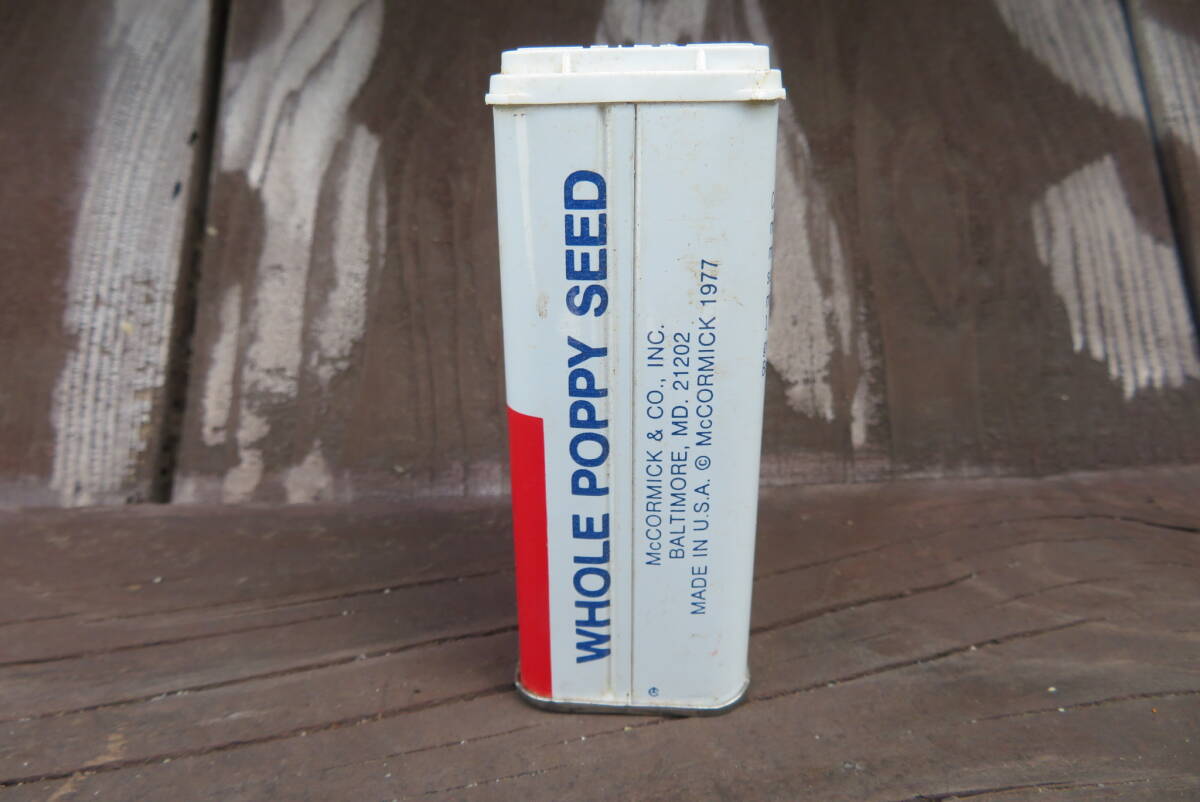 WHOLE POPPY SEED
McCORMICK & CO., INC.
BALTIMORE, MD. 21202
MADE IN U.S.A. © McCORMICK 1977